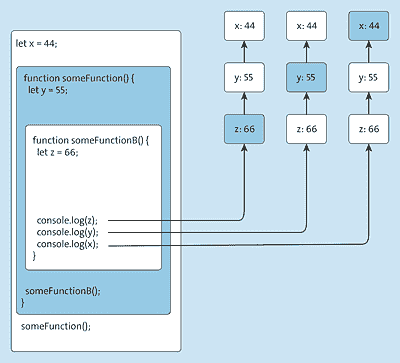 let x = 44;
function someFunction() {
let y = 55;
function someFunctionB() {
let z = 66;
console.log(z);
console.log(y);
console.log(x);
}
someFunctionB();
}
someFunction();
x: 44 x: 44 x: 44
y: 55 y: 55 y: 55
z: 66 z: 66 z: 66